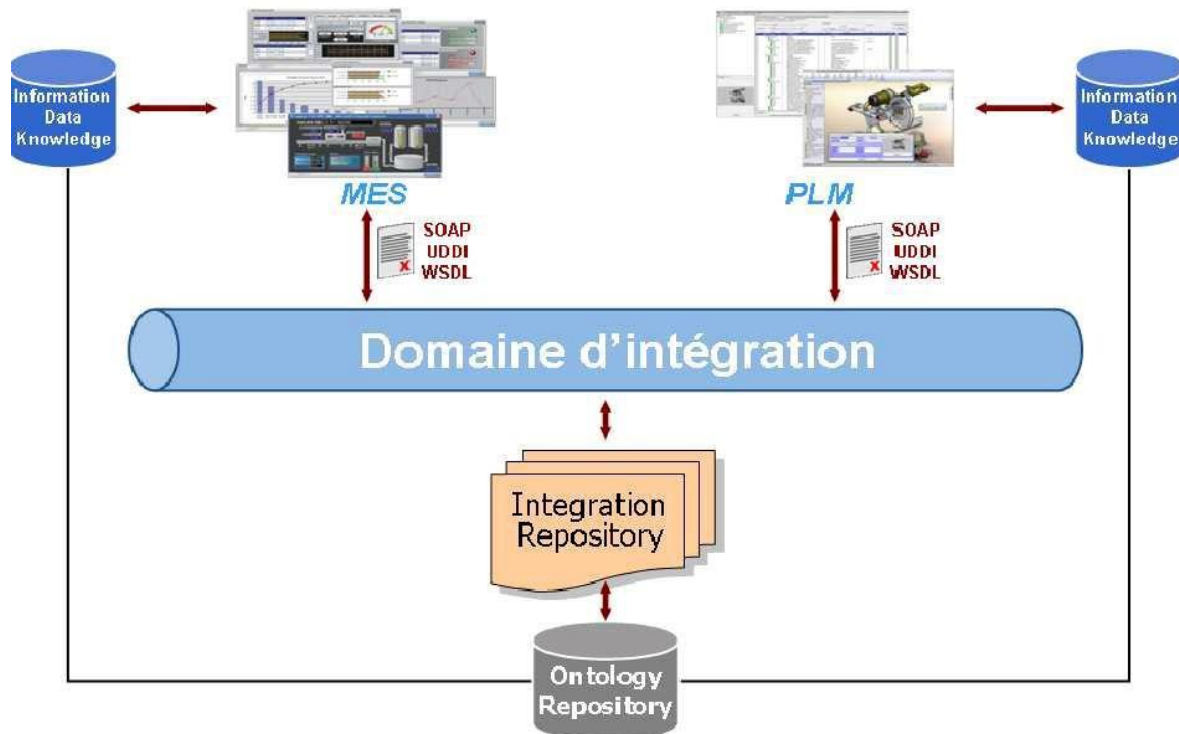 Information
Data
Knowledge
Information
Data
Knowledge
MES
PLM
SOAP
UDDI
WSDL
SOAP
UDDI
WSDL
Domaine d'intégration
Integration
Repository
Ontology
Repository